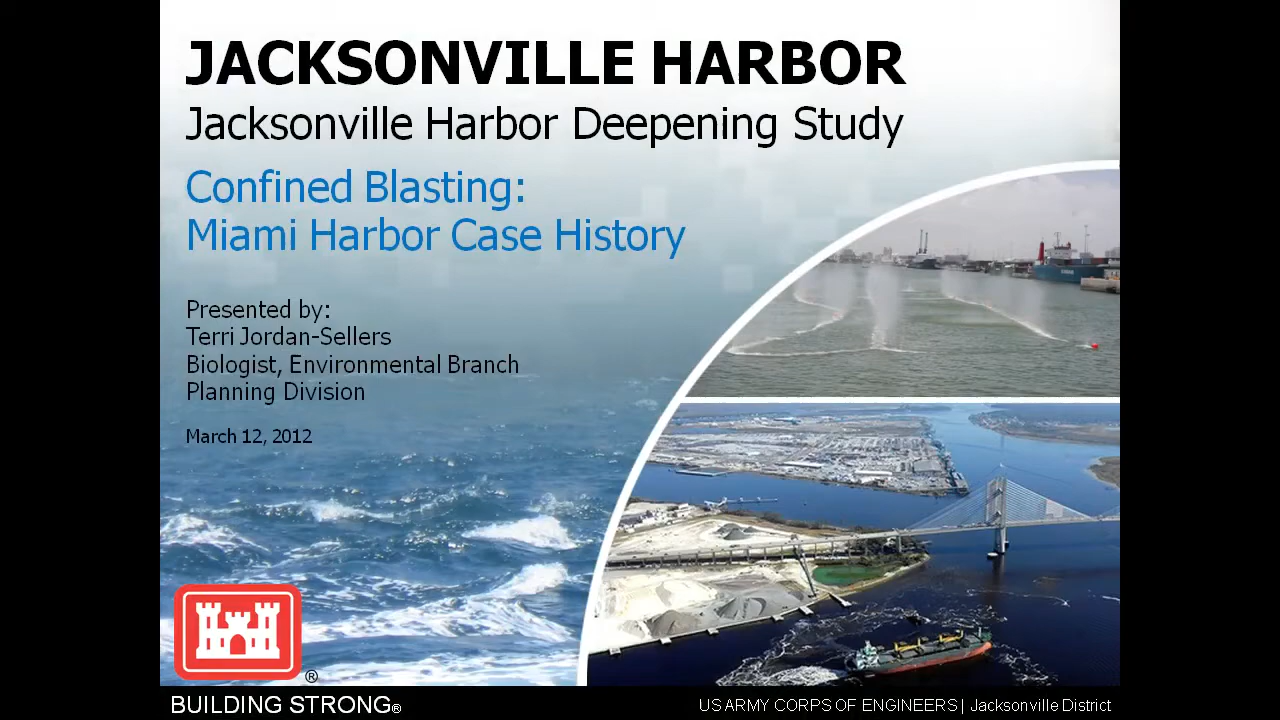 JACKSONVILLE HARBOR
Jacksonville Harbor Deepening Study
Confined Blasting:
Miami Harbor Case History
Presented by:
Terri Jordan-Sellers
Biologist, Environmental Branch
Planning Division
March 12, 2012
®
BUILDING STRONG®
US ARMY CORPS OF ENGINEERS | Jacksonville District